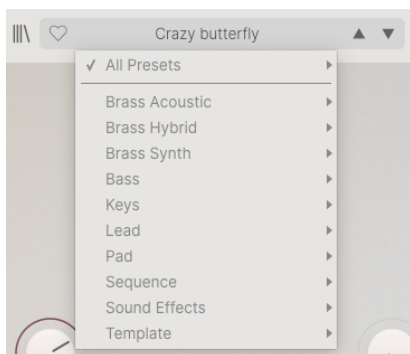 Crazy butterfly
✓ All Presets
Brass Acoustic
Brass Hybrid
Brass Synth
Bass
Keys
Lead
Pad
Sequence
Sound Effects
Template